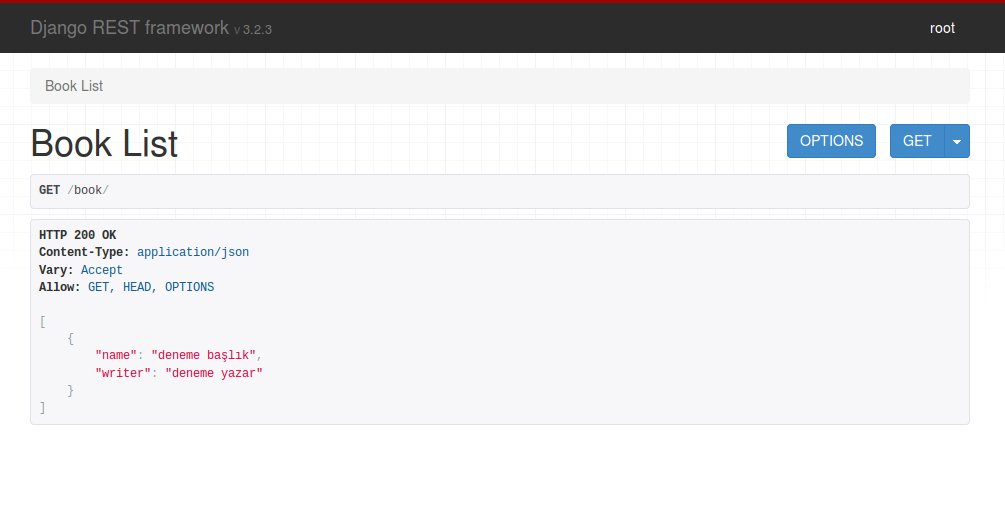 Django REST framework v 3.2.3
root
Book List
Book List
OPTIONS
GET
GET /book/
HTTP 200 OK
Content-Type: application/json
Vary: Accept
Allow: GET, HEAD, OPTIONS
[
    {
        "name": "deneme başlık",
        "writer": "deneme yazar"
    }
]